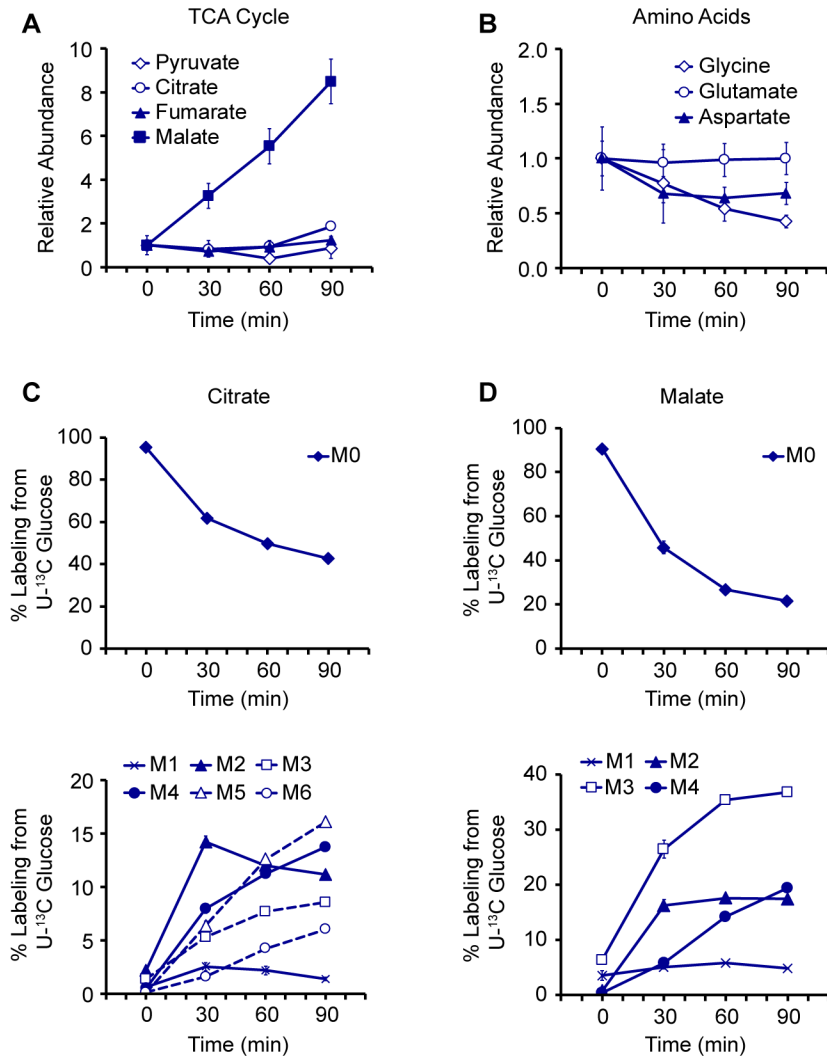 A
TCA Cycle
Relative Abundance
10
8
6
4
2
0
Pyruvate
Citrate
Fumarate
Malate
0 30 60 90
Time (min)
B
Amino Acids
Relative Abundance
2.0
1.5
1.0
0.5
0.0
Glycine
Glutamate
Aspartate
0 30 60 90
Time (min)
C
Citrate
% Labeling from
U-¹³C Glucose
100
80
60
40
20
0
M0
0 30 60 90
Time (min)
D
Malate
% Labeling from
U-¹³C Glucose
100
80
60
40
20
0
M0
0 30 60 90
Time (min)
% Labeling from
U-¹³C Glucose
M1 M2 M3
M4 M5 M6
20
15
10
5
0
0 30 60 90
Time (min)
% Labeling from
U-¹³C Glucose
M1 M2
M3 M4
40
30
20
10
0
0 30 60 90
Time (min)